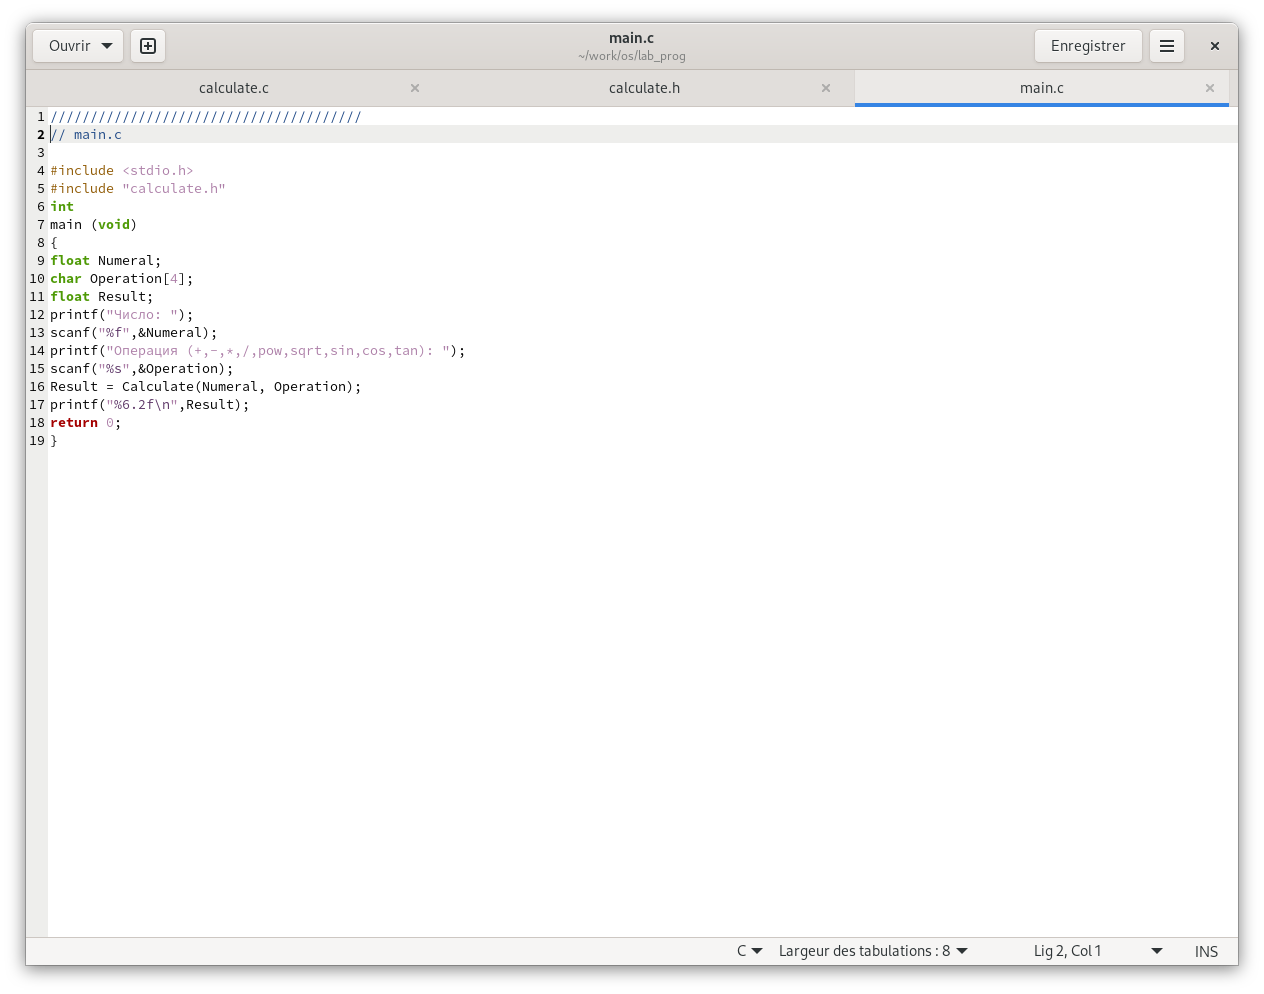 Ouvrir
main.c
~/work/os/lab_prog
Enregistrer
calculate.c
calculate.h
main.c
1 ///////////////////////////////////////
2 // main.c
3
4 #include <stdio.h>
5 #include "calculate.h"
6 int
7 main (void)
8 {
9 float Numeral;
10 char Operation[4];
11 float Result;
12 printf("Число: ");
13 scanf("%f",&Numeral);
14 printf("Операция (+,-,*,/,pow,sqrt,sin,cos,tan): ");
15 scanf("%s",&Operation);
16 Result = Calculate(Numeral, Operation);
17 printf("%6.2f\n",Result);
18 return 0;
19 }
C Largeur des tabulations : 8 Lig 2, Col 1 INS